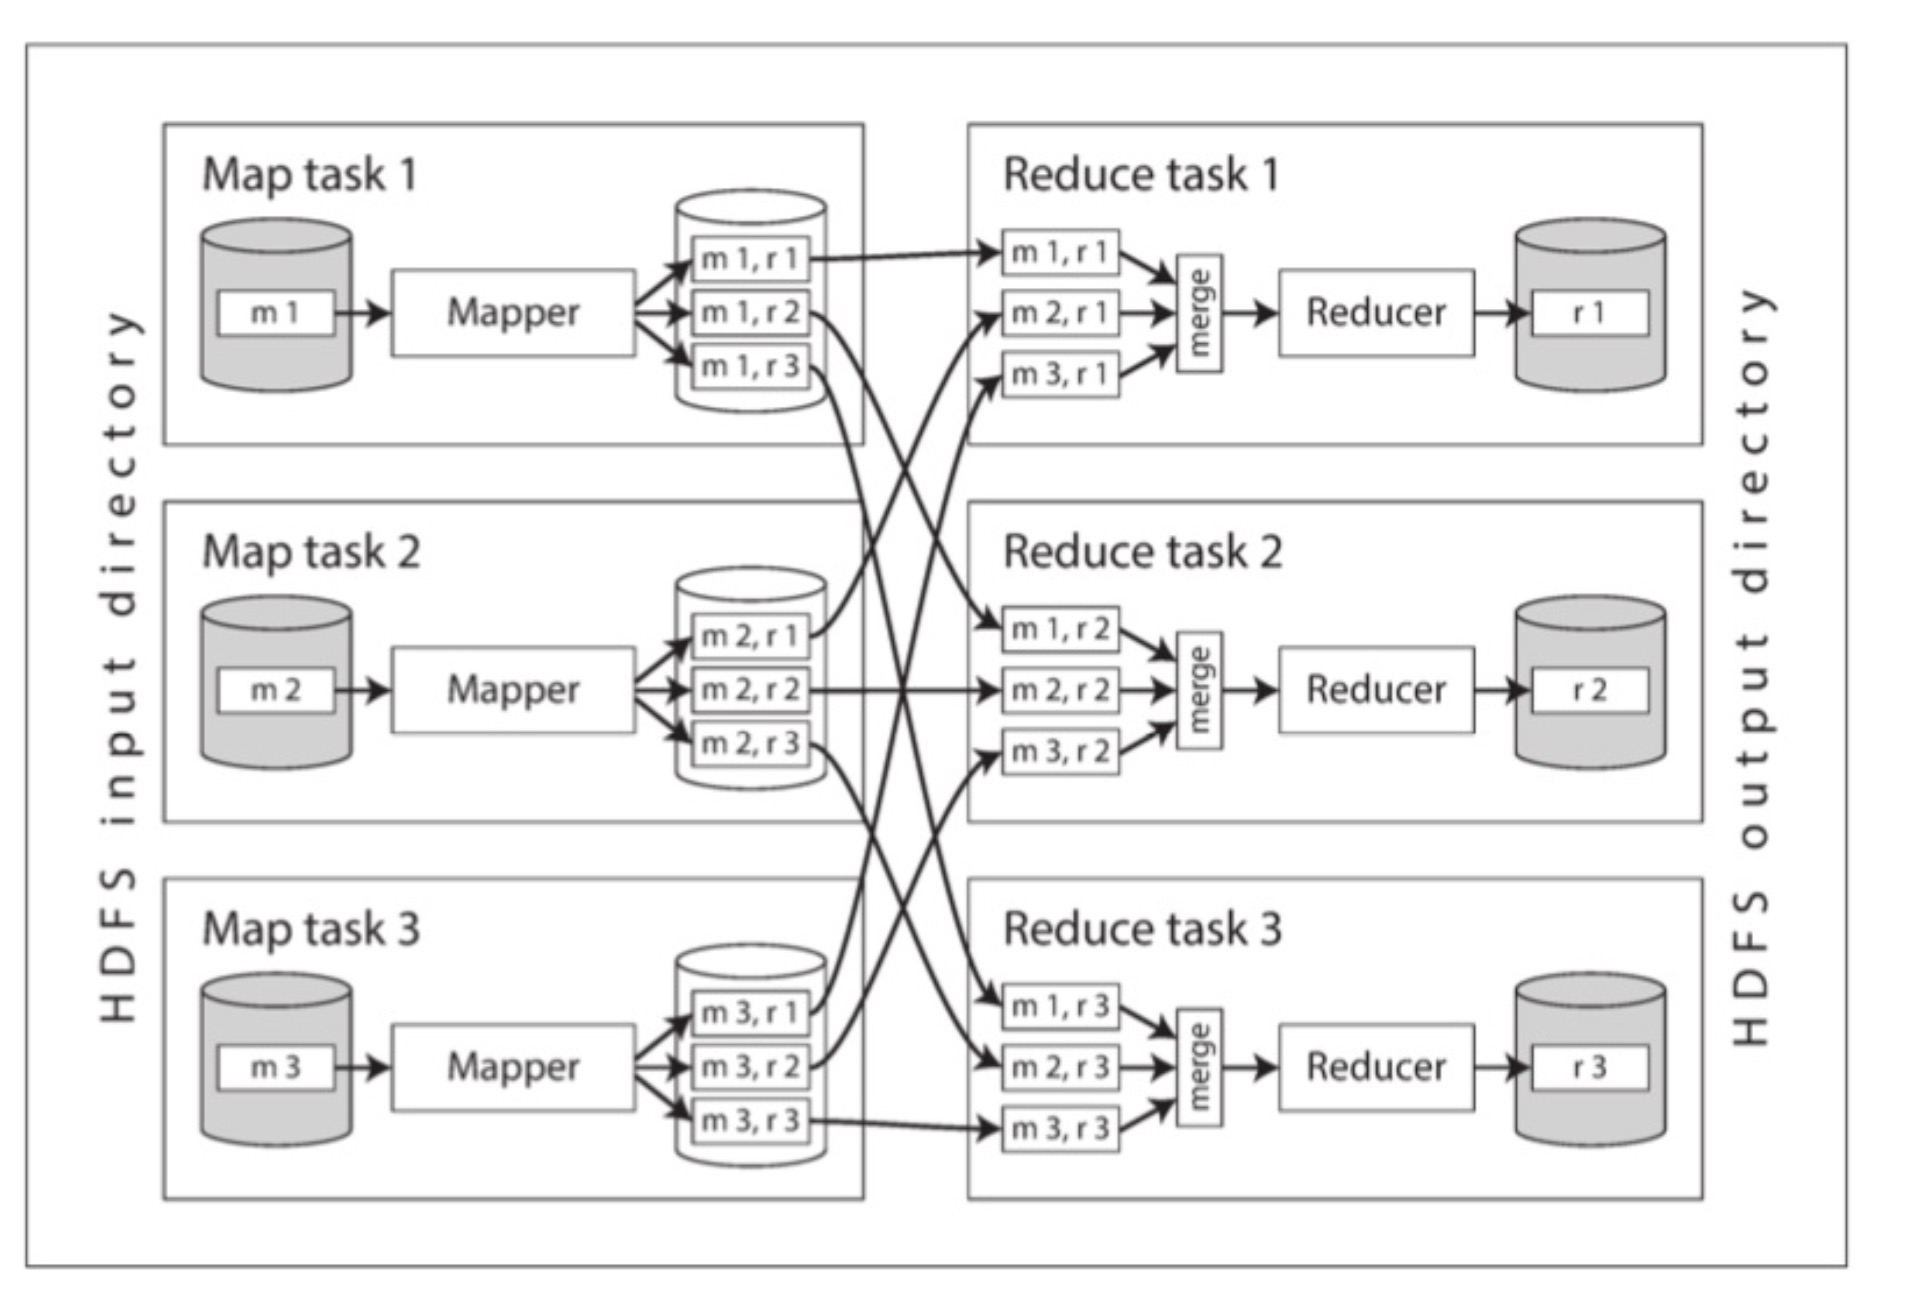 HDFS input directory
Map task 1
m 1
Mapper
m 1, r 1
m 1, r 2
m 1, r 3
Reduce task 1
m 1, r 1
m 2, r 1
m 3, r 1
merge
Reducer
r 1
Map task 2
m 2
Mapper
m 2, r 1
m 2, r 2
m 2, r 3
Reduce task 2
m 1, r 2
m 2, r 2
m 3, r 2
merge
Reducer
r 2
Map task 3
m 3
Mapper
m 3, r 1
m 3, r 2
m 3, r 3
Reduce task 3
m 1, r 3
m 2, r 3
m 3, r 3
merge
Reducer
r 3
HDFS output directory